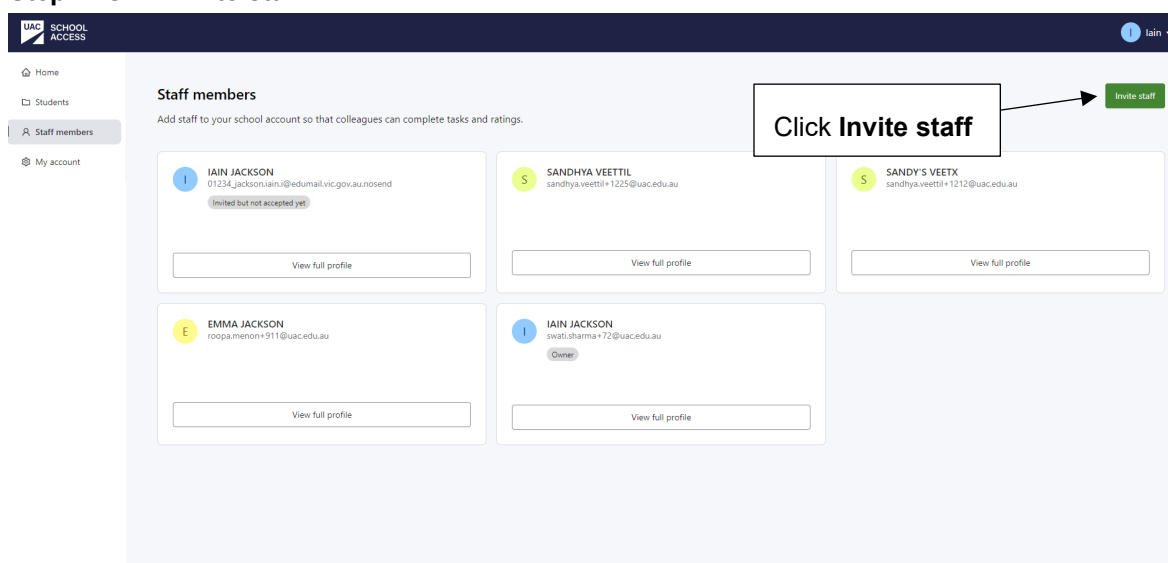 UAC SCHOOL
ACCESS
I Iain
Home
Students
Staff members
My account
Staff members
Add staff to your school account so that colleagues can complete tasks and ratings.
Click Invite staff
Invite staff
I IAIN JACKSON
01234_jackson.iain.i@edumail.vic.gov.au.nosend
Invited but not accepted yet
View full profile
S SANDHYA VEETTIL
sandhya.veettil+1225@uac.edu.au
View full profile
S SANDY'S VEETX
sandhya.veettil+1212@uac.edu.au
View full profile
E EMMA JACKSON
roopa.menon+911@uac.edu.au
View full profile
I IAIN JACKSON
swati.sharma+72@uac.edu.au
Owner
View full profile